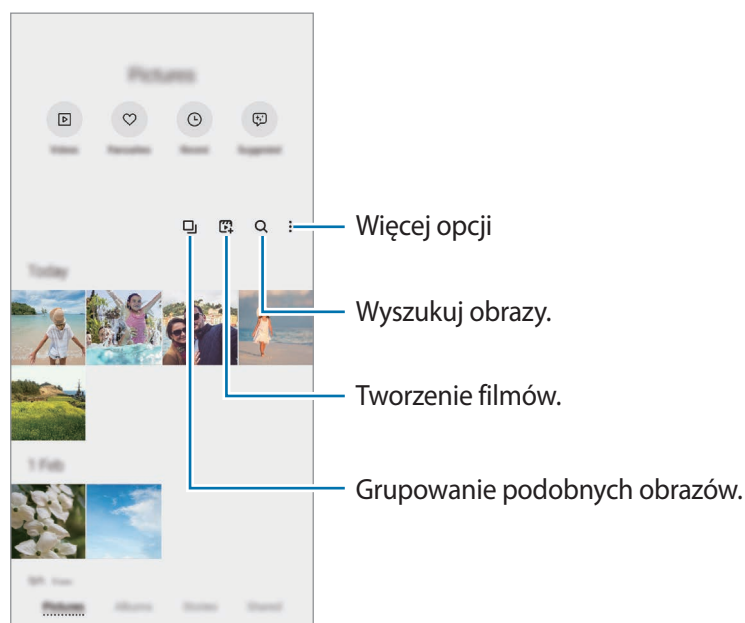 Pictures
Videos
Favourites
Recent
Suggested
Więcej opcji
Today
Wyszukuj obrazy.
Tworzenie filmów.
1 Feb
Grupowanie podobnych obrazów.
Pictures
Albums
Stories
Shared